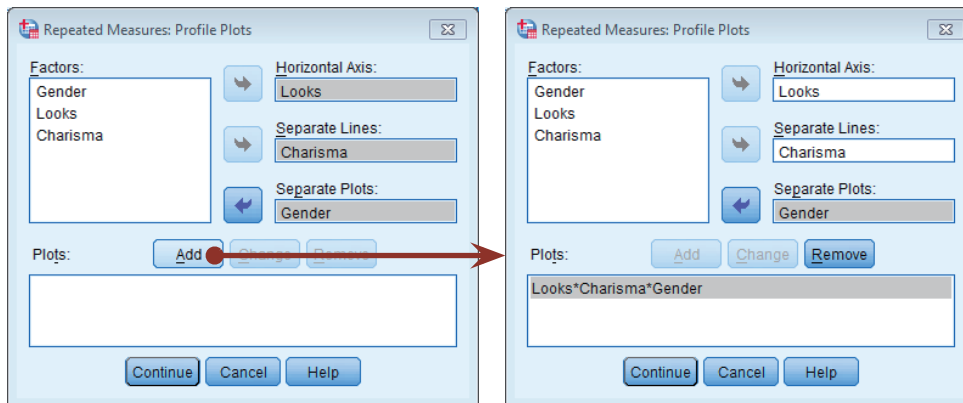 Repeated Measures: Profile Plots
Factors:
Gender
Looks
Charisma
Horizontal Axis:
Looks
Separate Lines:
Charisma
Separate Plots:
Gender
Plots:
Add
Change
Remove
Continue
Cancel
Help
Repeated Measures: Profile Plots
Factors:
Gender
Looks
Charisma
Horizontal Axis:
Looks
Separate Lines:
Charisma
Separate Plots:
Gender
Plots:
Add
Change
Remove
Looks*Charisma*Gender
Continue
Cancel
Help